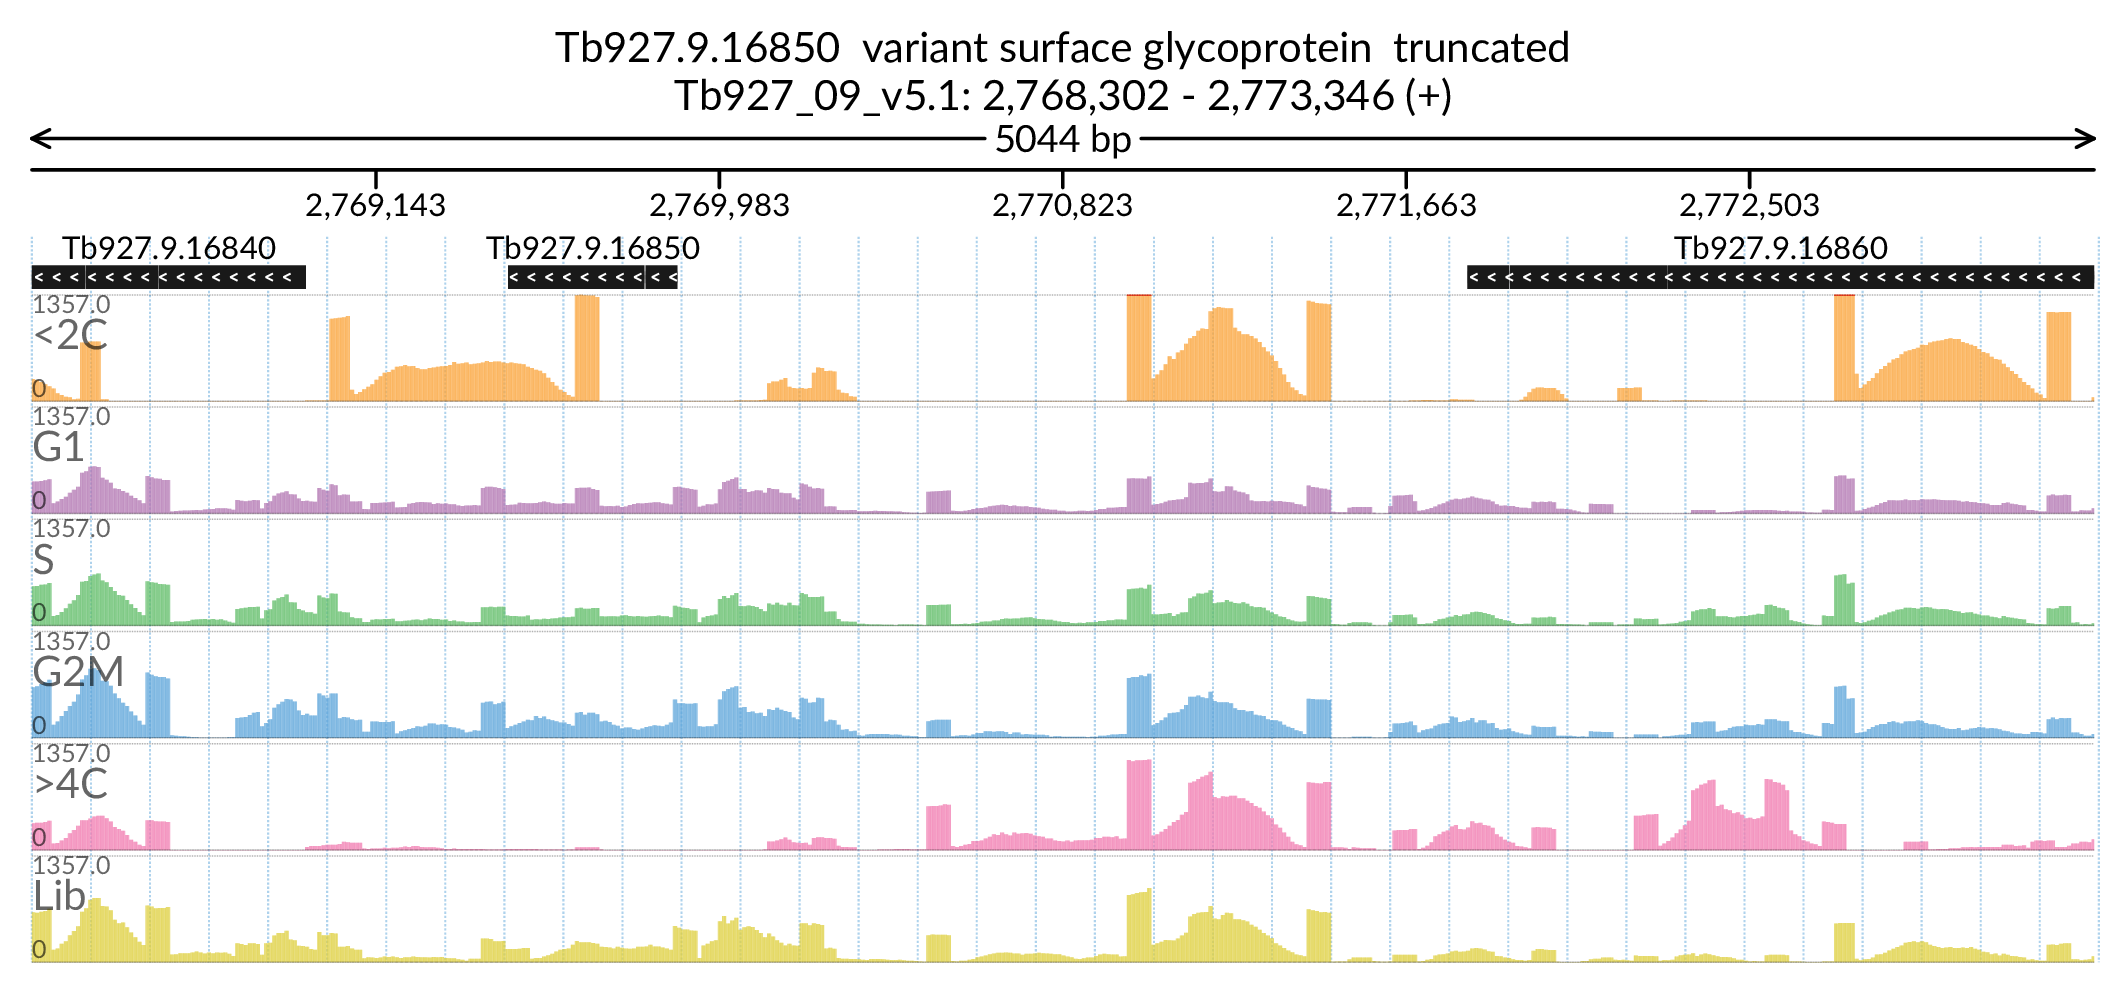 Tb927.9.16850  variant surface glycoprotein  truncated
Tb927_09_v5.1: 2,768,302 - 2,773,346 (+)
5044 bp
2,769,143 2,769,983 2,770,823 2,771,663 2,772,503
Tb927.9.16840 Tb927.9.16850 Tb927.9.16860
1357.0
<2C
0
1357.0
G1
0
1357.0
S
0
1357.0
G2M
0
1357.0
>4C
0
1357.0
Lib
0